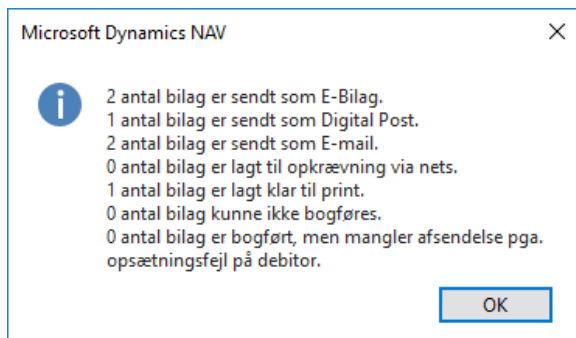 Microsoft Dynamics NAV
2 antal bilag er sendt som E-Bilag.
1 antal bilag er sendt som Digital Post.
2 antal bilag er sendt som E-mail.
0 antal bilag er lagt til opkrævning via nets.
1 antal bilag er lagt klar til print.
0 antal bilag kunne ikke bogføres.
0 antal bilag er bogført, men mangler afsendelse pga.
opsætningsfejl på debitor.
OK